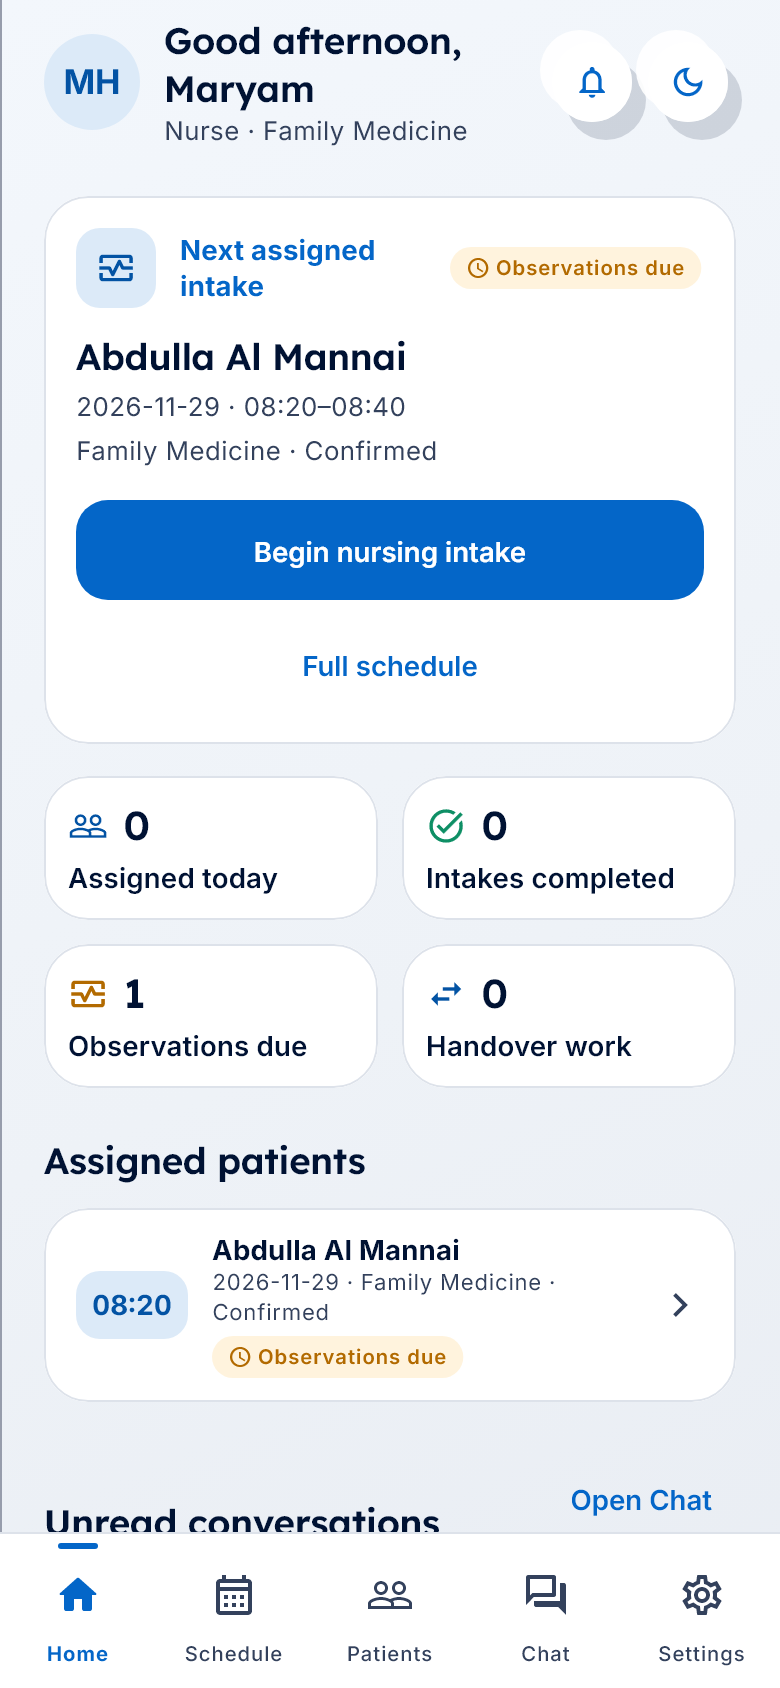 MH
Good afternoon,
Maryam
Nurse · Family Medicine
Next assigned
intake
Observations due
Abdulla Al Mannai
2026-11-29 · 08:20–08:40
Family Medicine · Confirmed
Begin nursing intake
Full schedule
0
Assigned today
0
Intakes completed
1
Observations due
0
Handover work
Assigned patients
08:20
Abdulla Al Mannai
2026-11-29 · Family Medicine ·
Confirmed
Observations due
Unread conversations
Open Chat
Home
Schedule
Patients
Chat
Settings